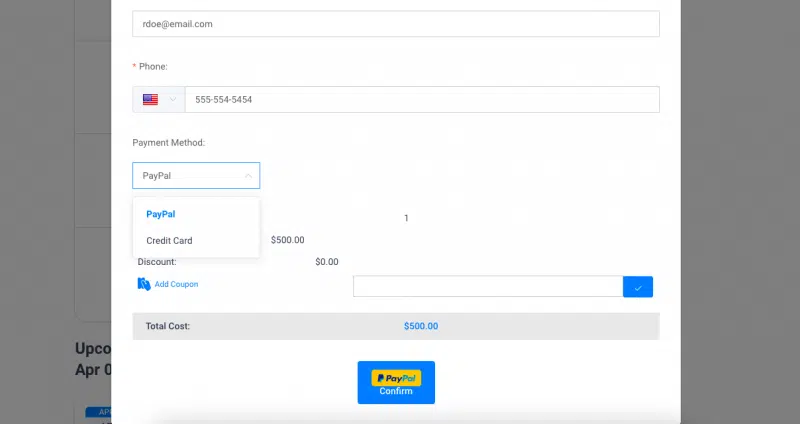 rdoe@email.com
* Phone:
555-554-5454
Payment Method:
PayPal
PayPal
1
Credit Card
$500.00
Discount:
$0.00
Add Coupon
Total Cost:
$500.00
PayPal
Confirm
Upco
Apr 0